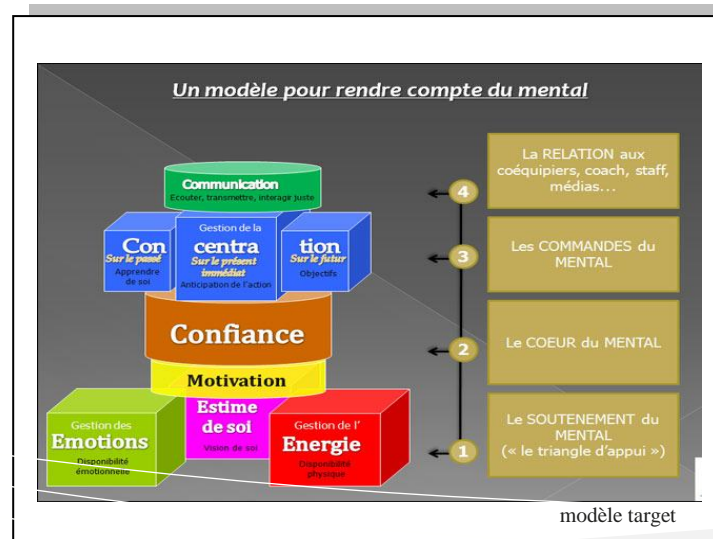 Un modèle pour rendre compte du mental
Communication
Ecouter, transmettre, interagir juste
Con
Sur le passé
Apprendre
de soi
Gestion de la
centra
Sur le présent
immédiat
Anticipation de l'action
tion
Sur le futur
Objectifs
Confiance
Motivation
Gestion des
Emotions
Disponibilité
émotionnelle
Estime
de soi
Vision de soi
Gestion de l'
Energie
Disponibilité
physique
4
La RELATION aux
coéquipiers, coach, staff,
médias...
3
Les COMMANDES du
MENTAL
2
Le COEUR du MENTAL
1
Le SOUTENEMENT du
MENTAL
(« le triangle d'appui »)
modèle target